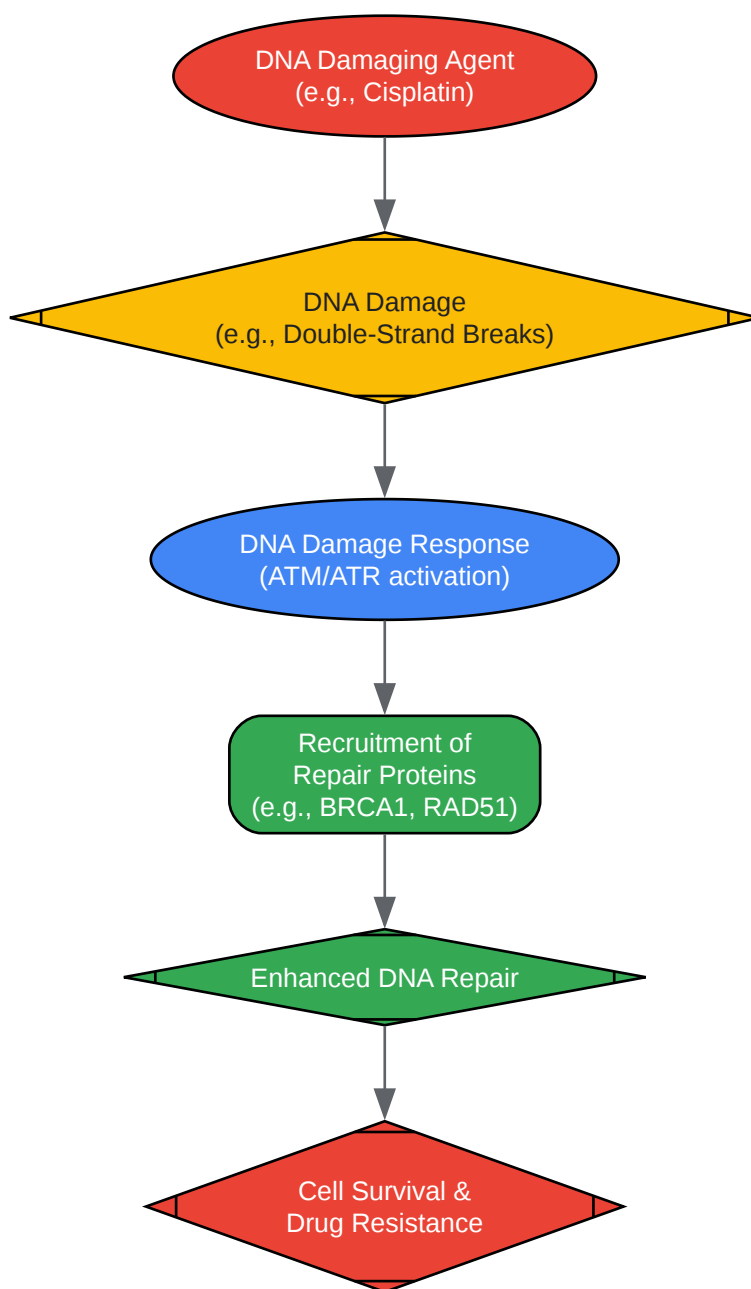 DNA Damaging Agent
(e.g., Cisplatin)
DNA Damage
(e.g., Double-Strand Breaks)
DNA Damage Response
(ATM/ATR activation)
Recruitment of
Repair Proteins
(e.g., BRCA1, RAD51)
Enhanced DNA Repair
Cell Survival &
Drug Resistance